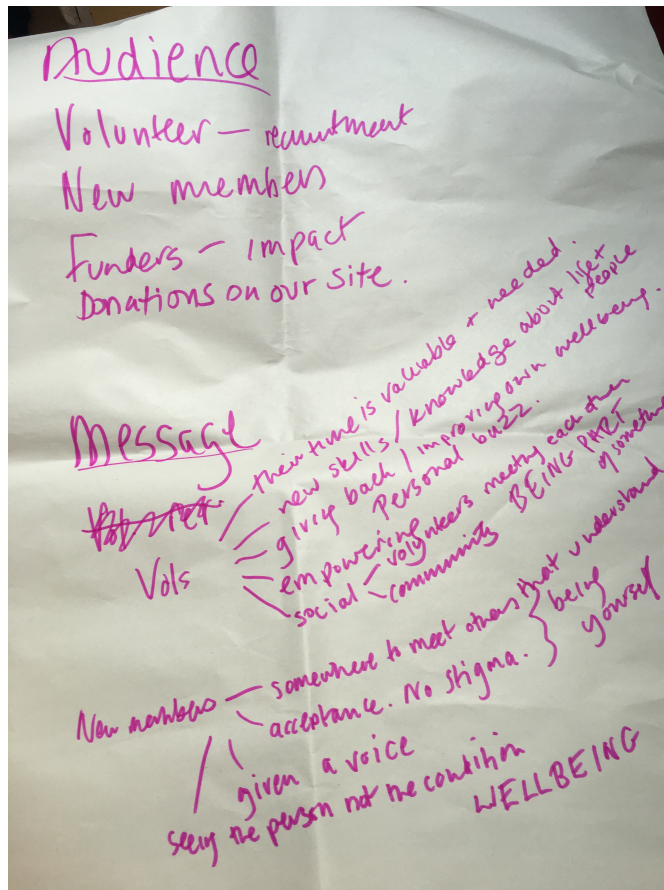 Audience
Volunteer – recruitment
New members
Funders – impact
Donations on our site.
Message
Vols
their time is valuable + needed.
new skills / knowledge about life +
people
giving back / improving own wellbeing.
Personal buzz.
empowering
social
volunteers meeting each other
community BEING PART
of something
New members
somewhere to meet others that understand
acceptance. No stigma.
being
yourself
given a voice
seeing the person not the condition
WELLBEING